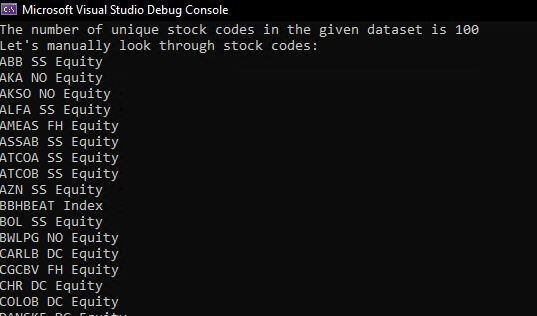 Microsoft Visual Studio Debug Console
The number of unique stock codes in the given dataset is 100
Let's manually look through stock codes:
ABB SS Equity
AKA NO Equity
AKSO NO Equity
ALFA SS Equity
AMEAS FH Equity
ASSAB SS Equity
ATCOA SS Equity
ATCOB SS Equity
AZN SS Equity
BBHBEAT Index
BOL SS Equity
BWLPG NO Equity
CARLB DC Equity
CGCBV FH Equity
CHR DC Equity
COLOB DC Equity
DANSKE DC Equity